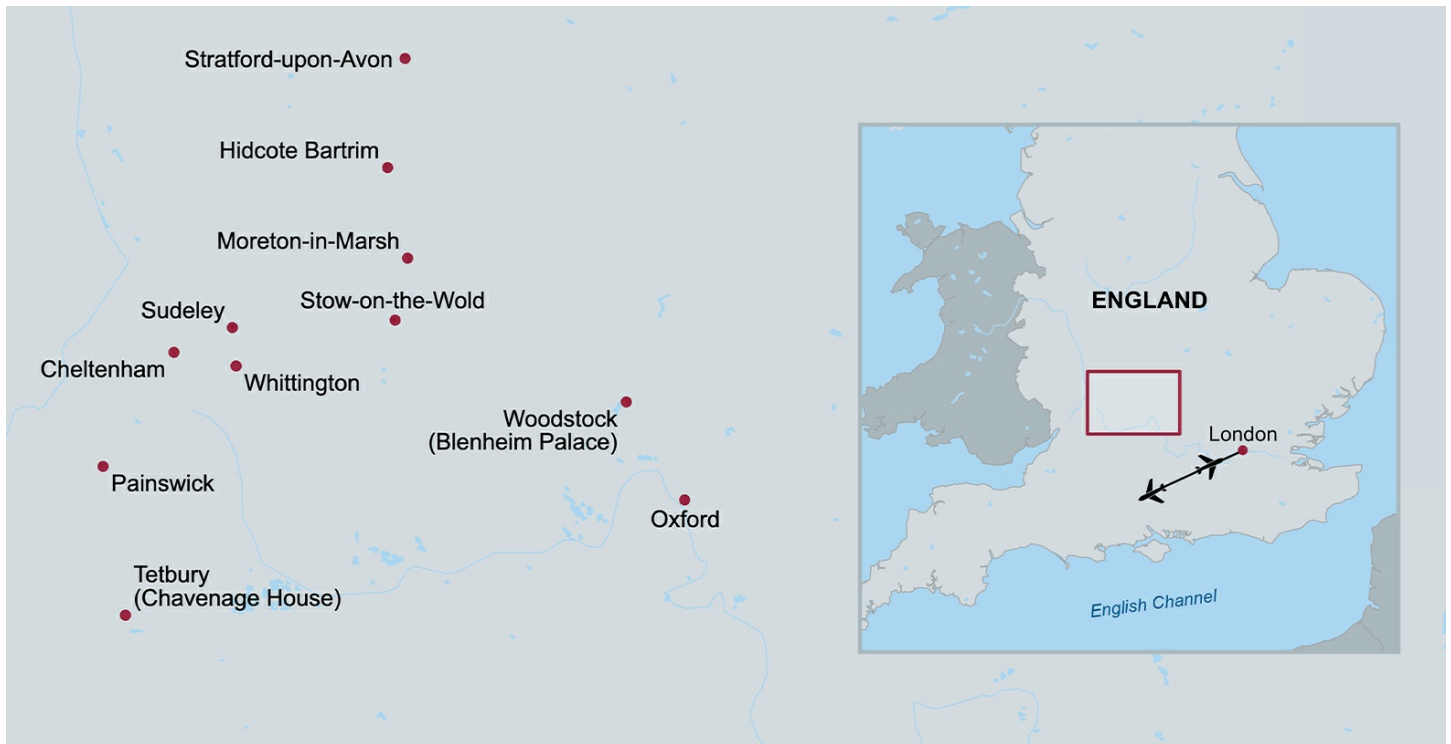 Stratford-upon-Avon
Hidcote Bartrim
Moreton-in-Marsh
Stow-on-the-Wold
Sudeley
Cheltenham
Whittington
Woodstock
(Blenheim Palace)
Painswick
Oxford
Tetbury
(Chavenage House)
ENGLAND
London
English Channel